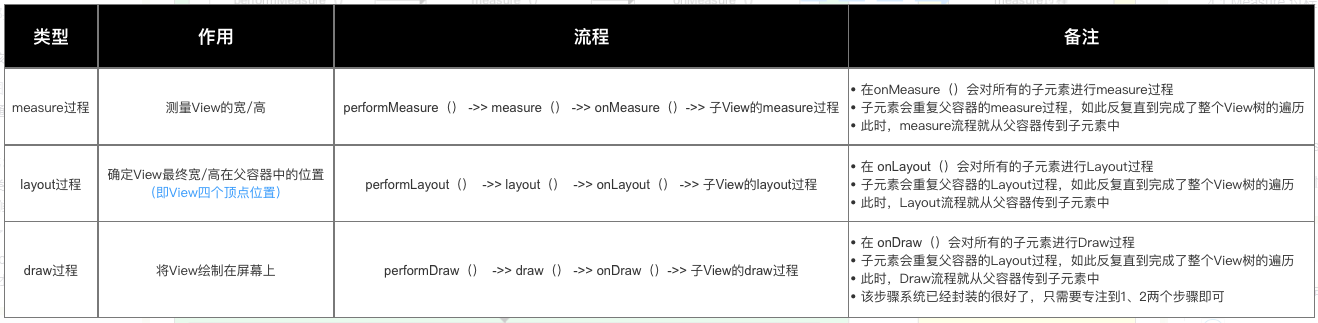 类型
作用
流程
备注
measure过程
测量View的宽/高
performMeasure（） ->> measure（） ->> onMeasure（）->> 子View的measure过程
• 在onMeasure（）会对所有的子元素进行measure过程
• 子元素会重复父容器的measure过程，如此反复直到完成了整个View树的遍历
• 此时，measure流程就从父容器传到子元素中
layout过程
确定View最终宽/高在父容器中的位置
（即View四个顶点位置）
performLayout（） ->> layout（） ->> onLayout（） ->> 子View的layout过程
• 在 onLayout（）会对所有的子元素进行Layout过程
• 子元素会重复父容器的Layout过程，如此反复直到完成了整个View树的遍历
• 此时，Layout流程就从父容器传到子元素中
draw过程
将View绘制在屏幕上
performDraw（） ->> draw（） ->> onDraw（）->> 子View的draw过程
• 在 onDraw（）会对所有的子元素进行Draw过程
• 子元素会重复父容器的Layout过程，如此反复直到完成了整个View树的遍历
• 此时，Draw流程就从父容器传到子元素中
• 该步骤系统已经封装的很好了，只需要专注到1、2两个步骤即可